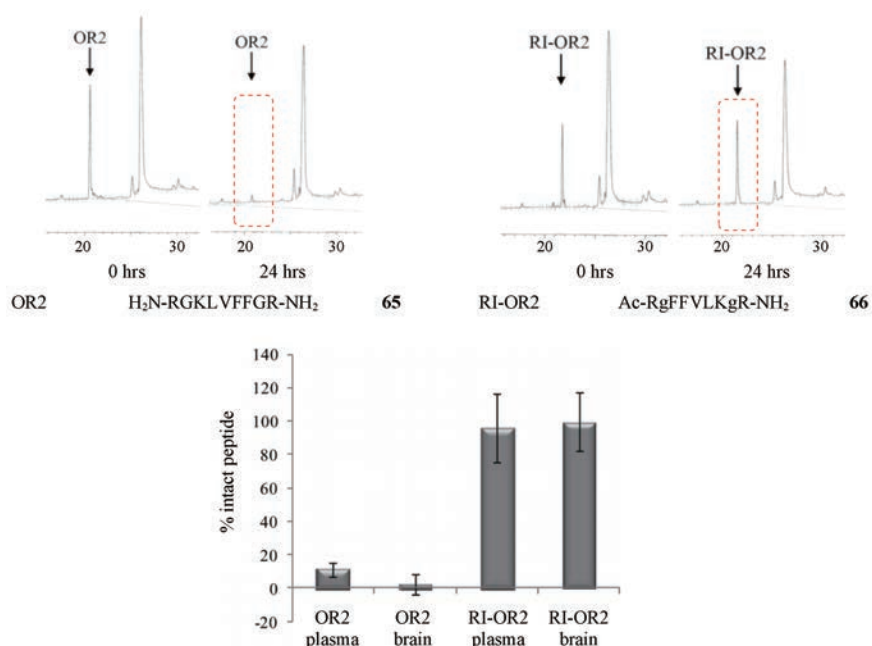 OR2
OR2
RI-OR2
RI-OR2
20 30 20 30 20 30 20 30
0 hrs 24 hrs 0 hrs 24 hrs
OR2 H₂N-RGKLVFFGR-NH₂ 65 RI-OR2 Ac-RgFFVLKgR-NH₂ 66
% intact peptide
140
120
100
80
60
40
20
0
-20
OR2 OR2 RI-OR2 RI-OR2
plasma brain plasma brain